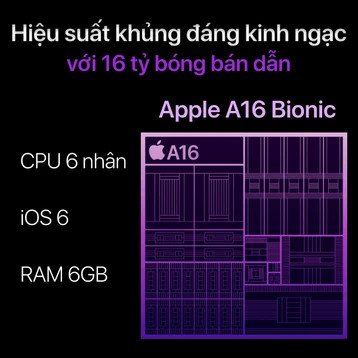 Hiệu suất khủng đáng kinh ngạc
với 16 tỷ bóng bán dẫn
Apple A16 Bionic
A16
CPU 6 nhân
iOS 6
RAM 6GB